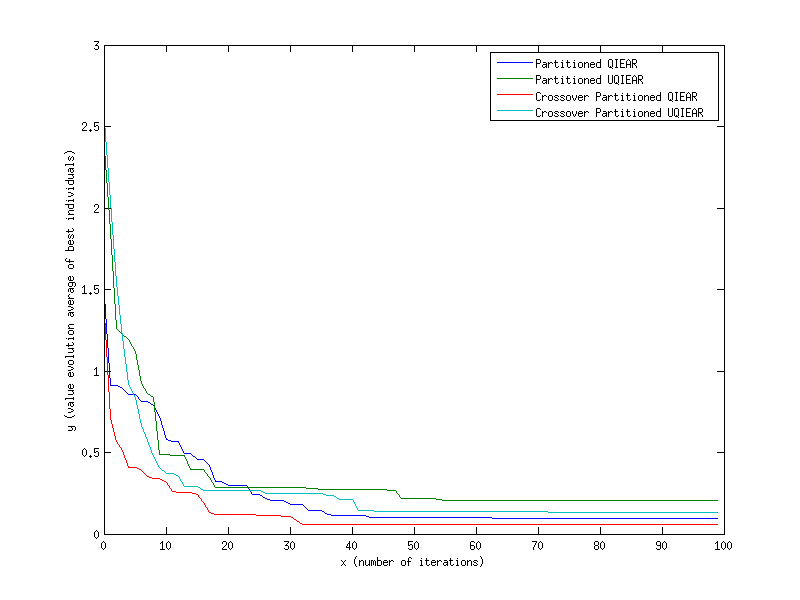 3
2.5
2
1.5
1
0.5
0
y (value evolution average of best individuals)
Partitioned QIEAR
Partitioned UQIEAR
Crossover Partitioned QIEAR
Crossover Partitioned UQIEAR
0 10 20 30 40 50 60 70 80 90 100
x (number of iterations)